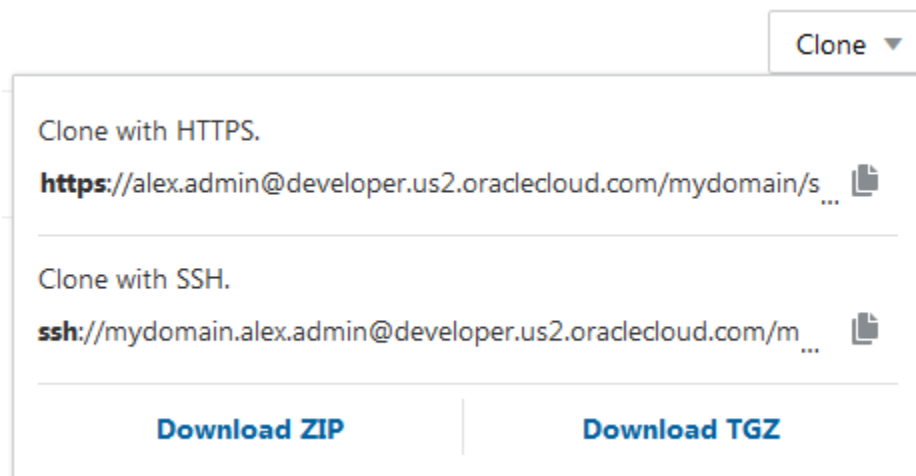 Clone
Clone with HTTPS.
https://alex.admin@developer.us2.oraclecloud.com/mydomain/s...
Clone with SSH.
ssh://mydomain.alex.admin@developer.us2.oraclecloud.com/m...
Download ZIP
Download TGZ